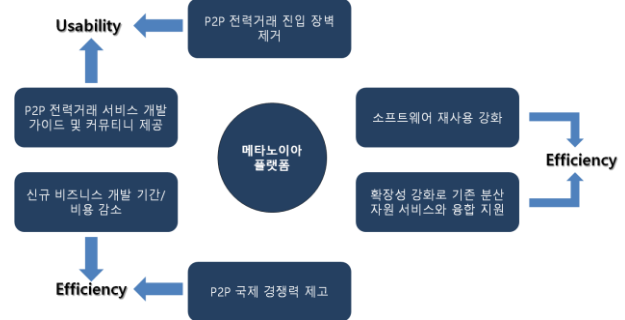 Usability
P2P 전력거래 진입 장벽
제거
P2P 전력거래 서비스 개발
가이드 및 커뮤티니 제공
메타노이아
플랫폼
소프트웨어 재사용 강화
Efficiency
신규 비즈니스 개발 기간/
비용 감소
확장성 강화로 기존 분산
자원 서비스와 융합 지원
Efficiency
P2P 국제 경쟁력 제고